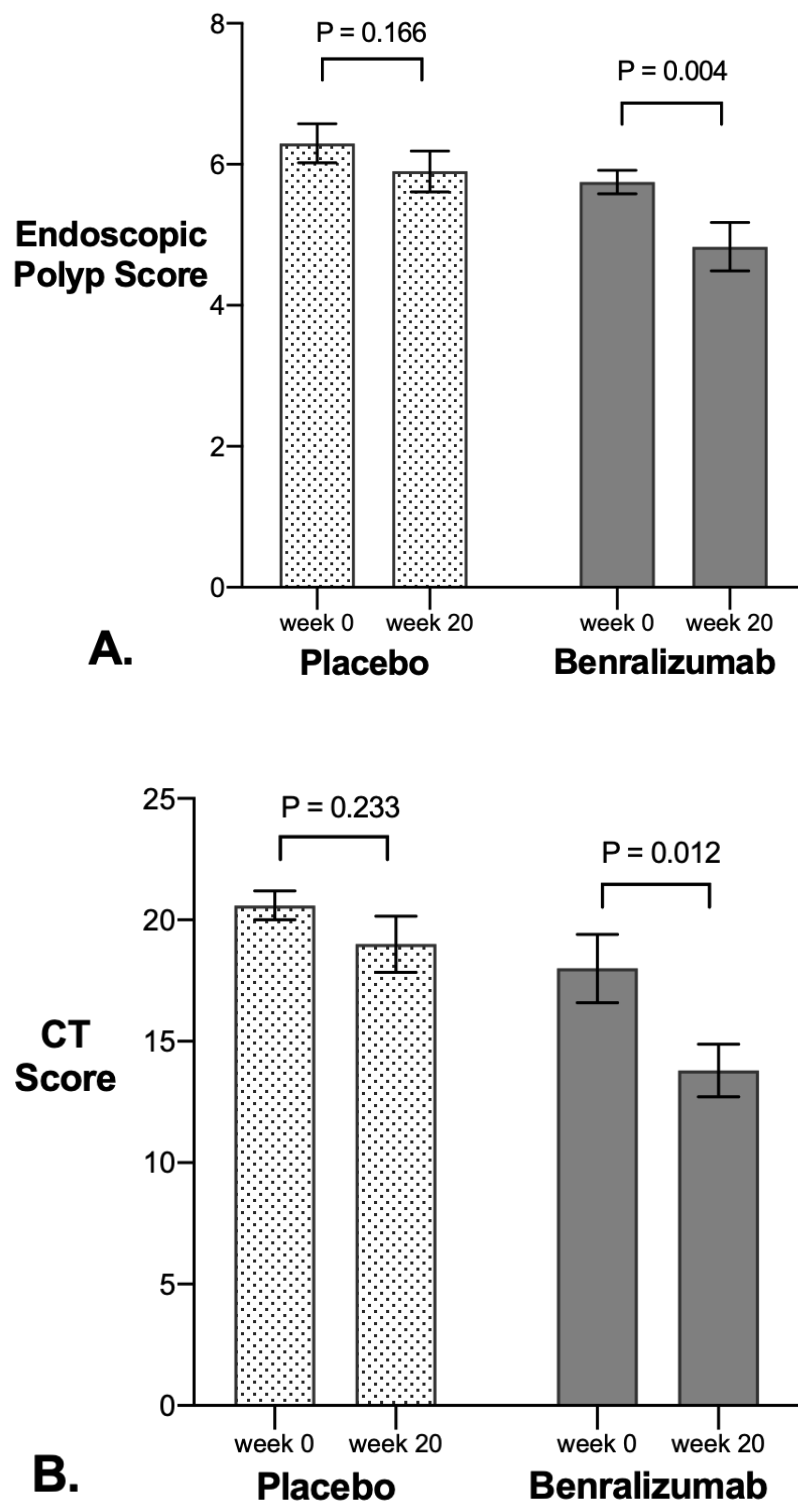 8
P = 0.166
P = 0.004
6
Endoscopic
Polyp Score
4
2
0
week 0 week 20 week 0 week 20
A.
Placebo Benralizumab
25
P = 0.233
P = 0.012
20
15
CT
Score
10
5
0
week 0 week 20 week 0 week 20
B.
Placebo Benralizumab